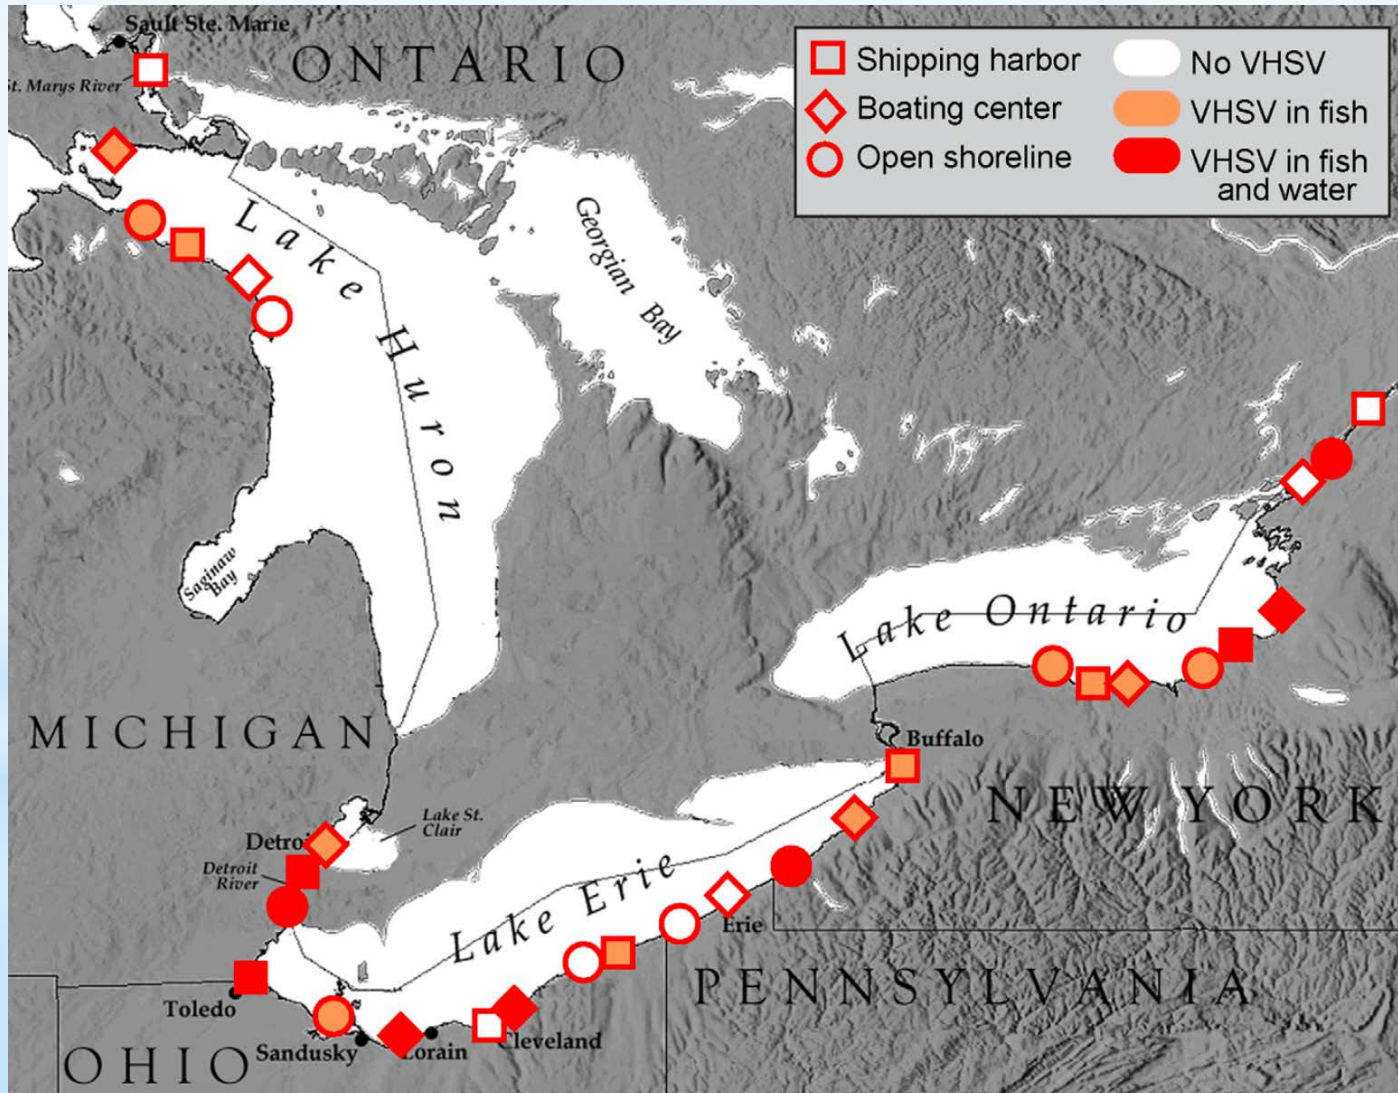 Sault Ste. Marie
ONTARIO
St. Marys River
Shipping harbor
Boating center
Open shoreline
No VHSV
VHSV in fish
VHSV in fish
and water
Lake Huron
Georgian
Bay
Saginaw
Bay
Lake Ontario
MICHIGAN
Buffalo
NEW YORK
Lake St.
Clair
Detroit
Detroit
River
Lake Erie
Erie
PENNSYLVANIA
Toledo
Sandusky
Lorain
Cleveland
OHIO